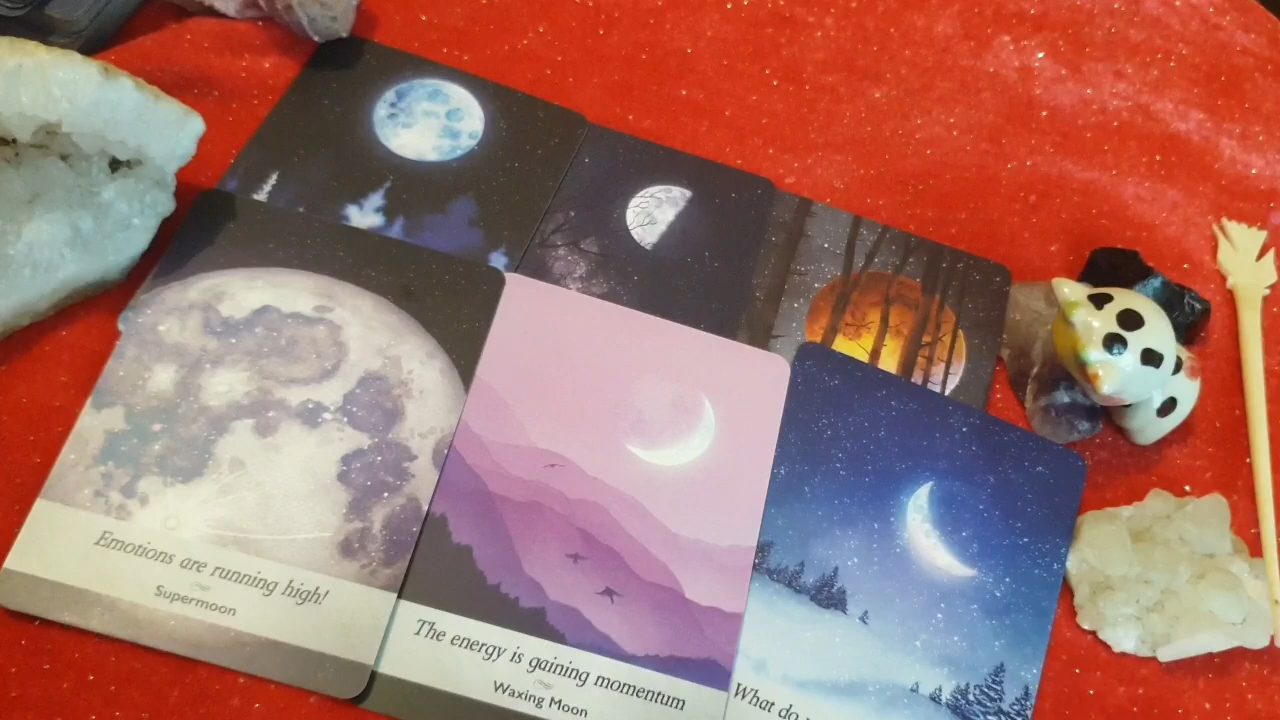 Emotions are running high!
Supermoon
The energy is gaining momentum
Waxing Moon
What do